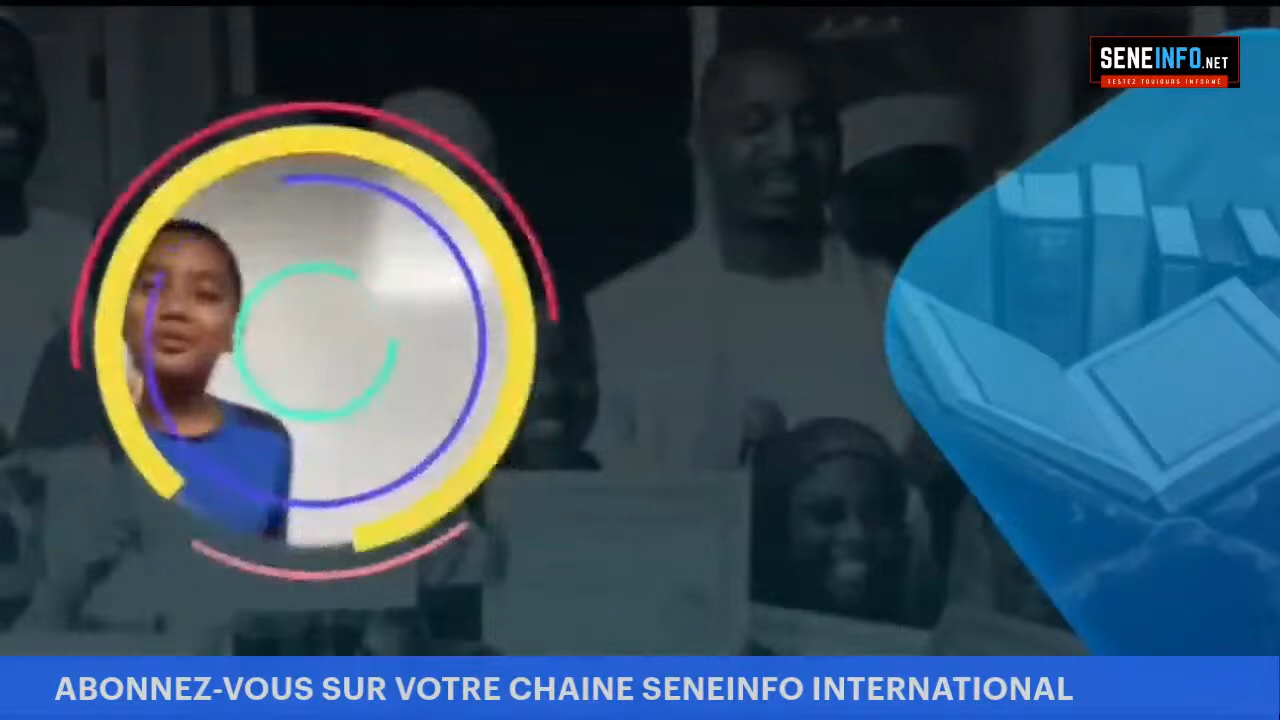 SENEINFO.NET
RESTEZ TOUJOURS INFORMÉ
ABONNEZ-VOUS SUR VOTRE CHAINE SENEINFO INTERNATIONAL